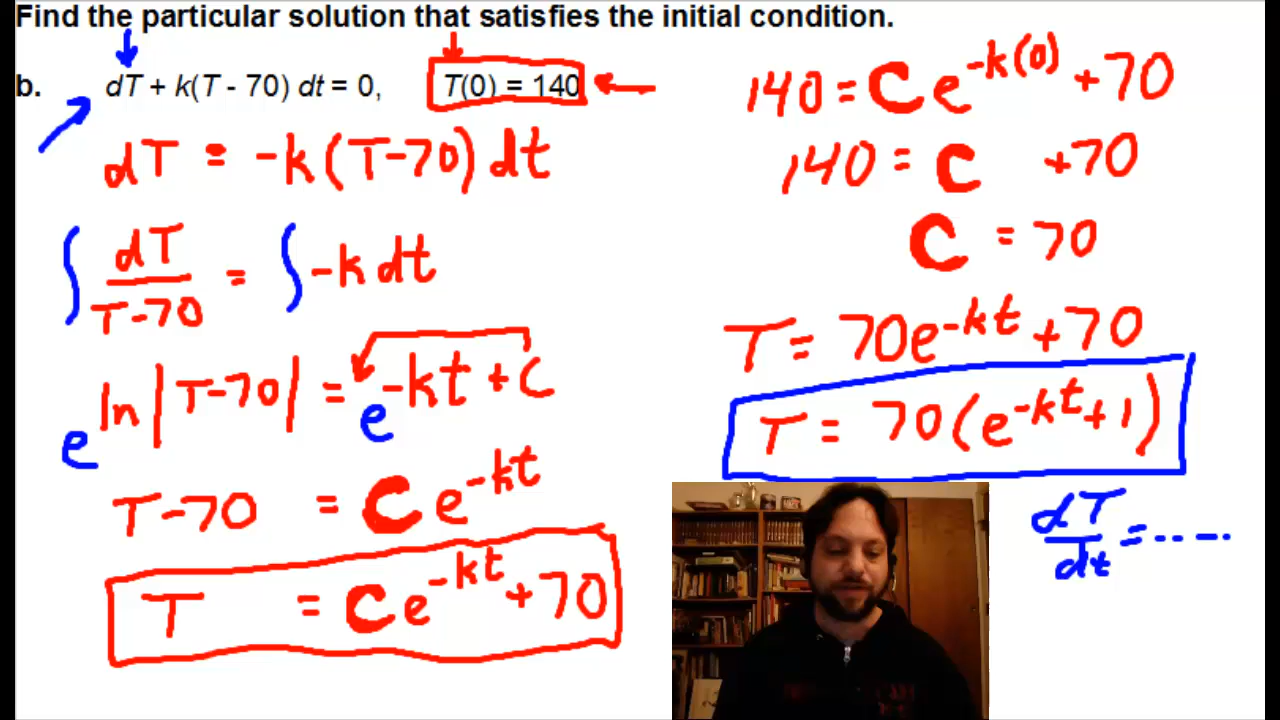 Find the particular solution that satisfies the initial condition.
b. dT + k(T - 70) dt = 0, T(0) = 140
dT = -k(T-70)dt
∫ dT/(T-70) = ∫ -k dt
e^(ln|T-70|) = e^(-kt+C)
T-70 = Ce^(-kt)
T = Ce^(-kt) + 70
140 = Ce^(-k(0)) + 70
140 = C + 70
C = 70
T = 70e^(-kt) + 70
T = 70(e^(-kt) + 1)
dT/dt = .. — .